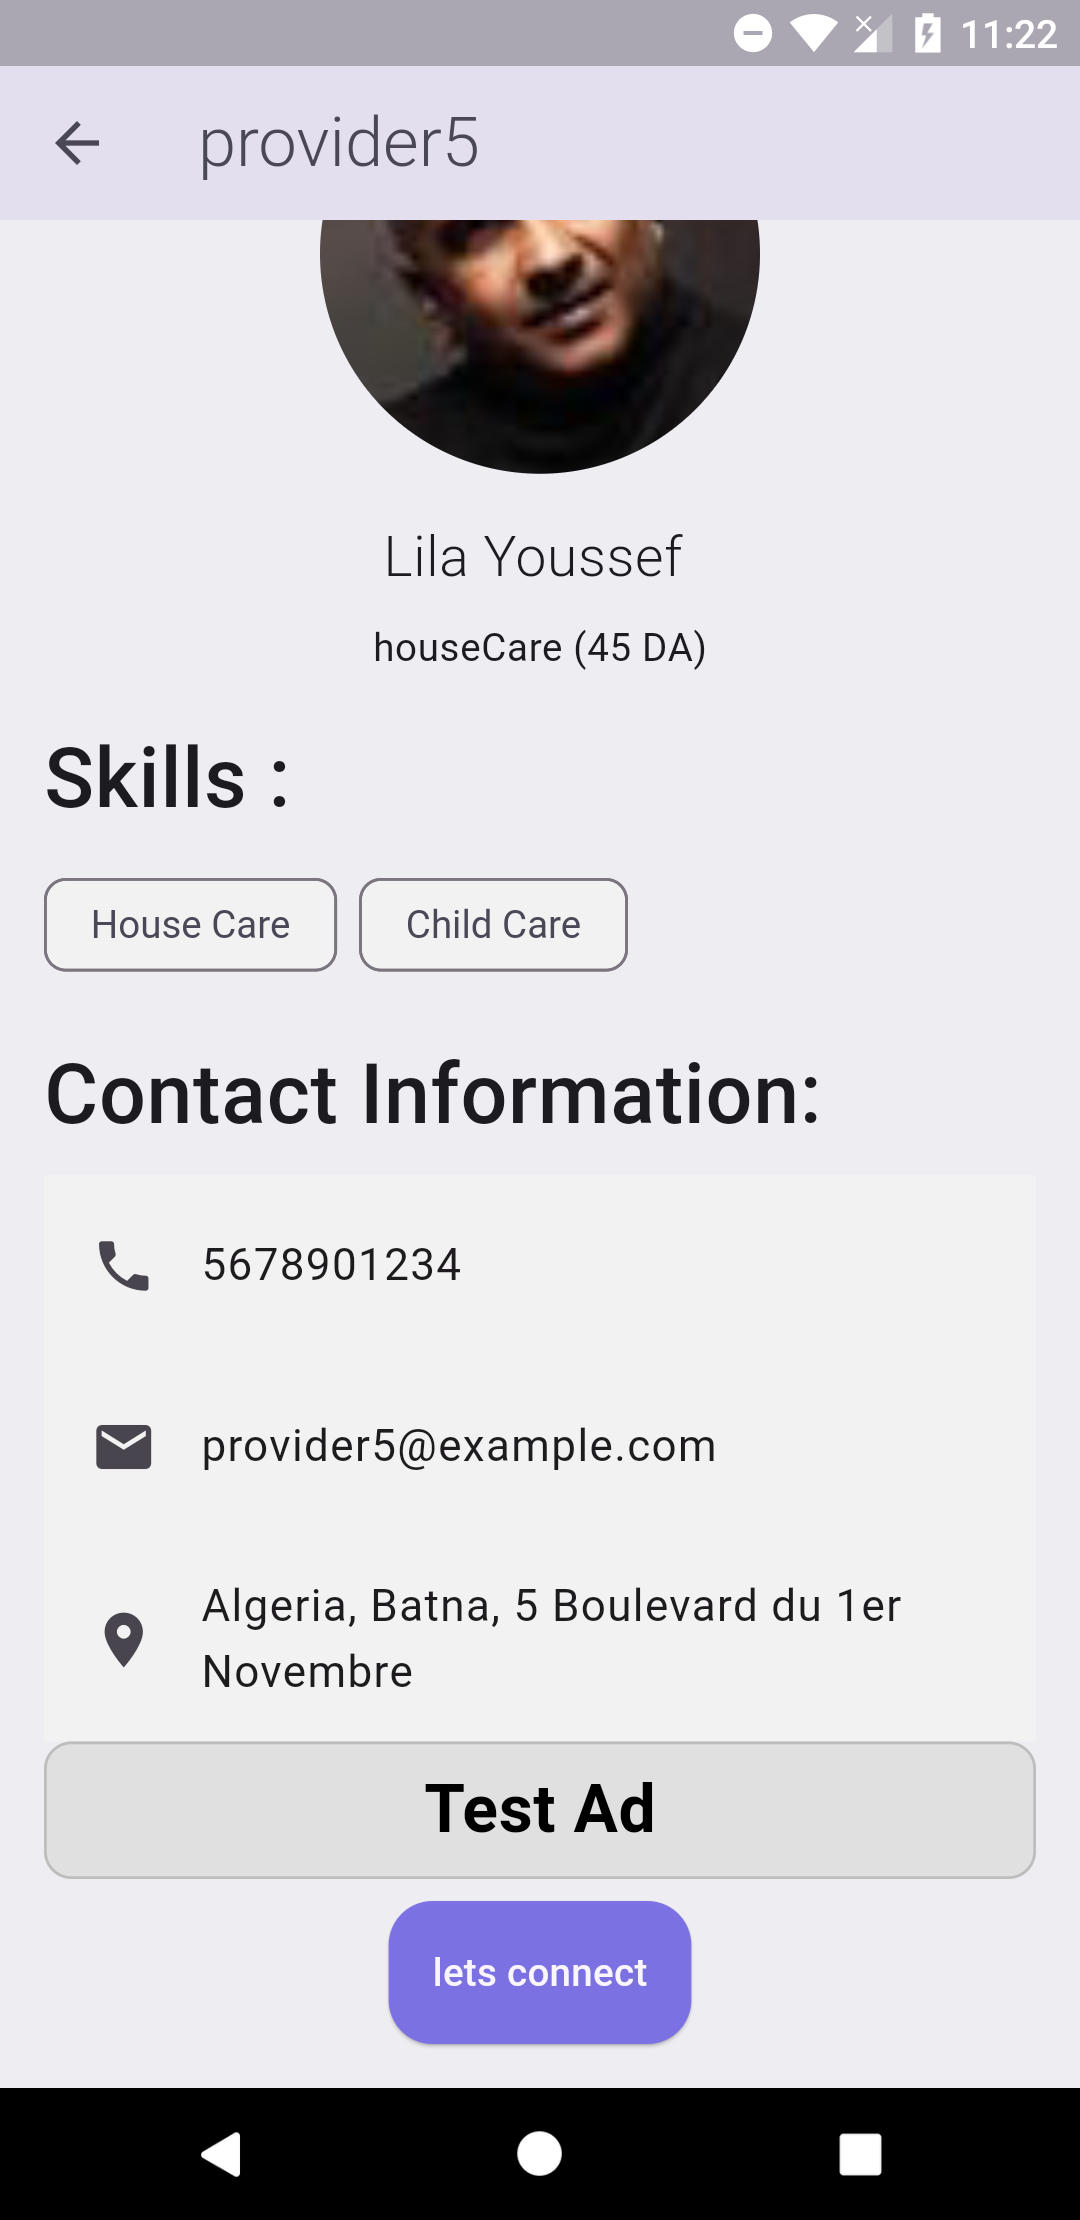 11:22
provider5
Lila Youssef
houseCare (45 DA)
Skills :
House Care
Child Care
Contact Information:
5678901234
provider5@example.com
Algeria, Batna, 5 Boulevard du 1er
Novembre
Test Ad
lets connect